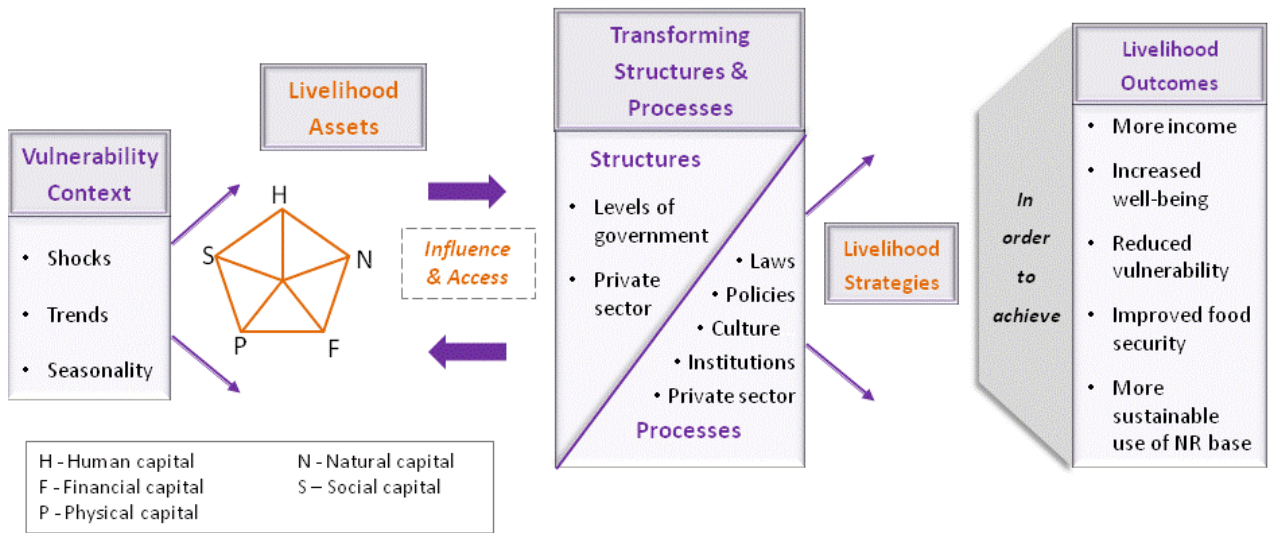 Vulnerability
Context
• Shocks
• Trends
• Seasonality
Livelihood
Assets
H
S
N
P
F
Influence
& Access
Transforming
Structures &
Processes
Structures
• Levels of
government
• Private
sector
• Laws
• Policies
• Culture
• Institutions
• Private sector
Processes
Livelihood
Strategies
In
order
to
achieve
Livelihood
Outcomes
• More income
• Increased
well-being
• Reduced
vulnerability
• Improved food
security
• More
sustainable
use of NR base
H - Human capital
N - Natural capital
F - Financial capital
S – Social capital
P - Physical capital